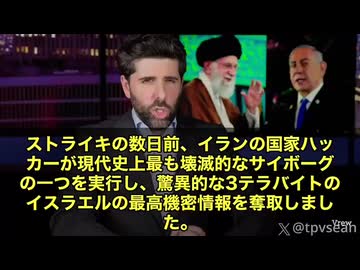 ストライキの数日前、イランの国家ハッ
カーが現代史上最も壊滅的なサイボーグ
の一つを実行し、驚異的な3テラバイトの
イスラエルの最高機密情報を奪取しまし
た。
@tpvsean
Vrew